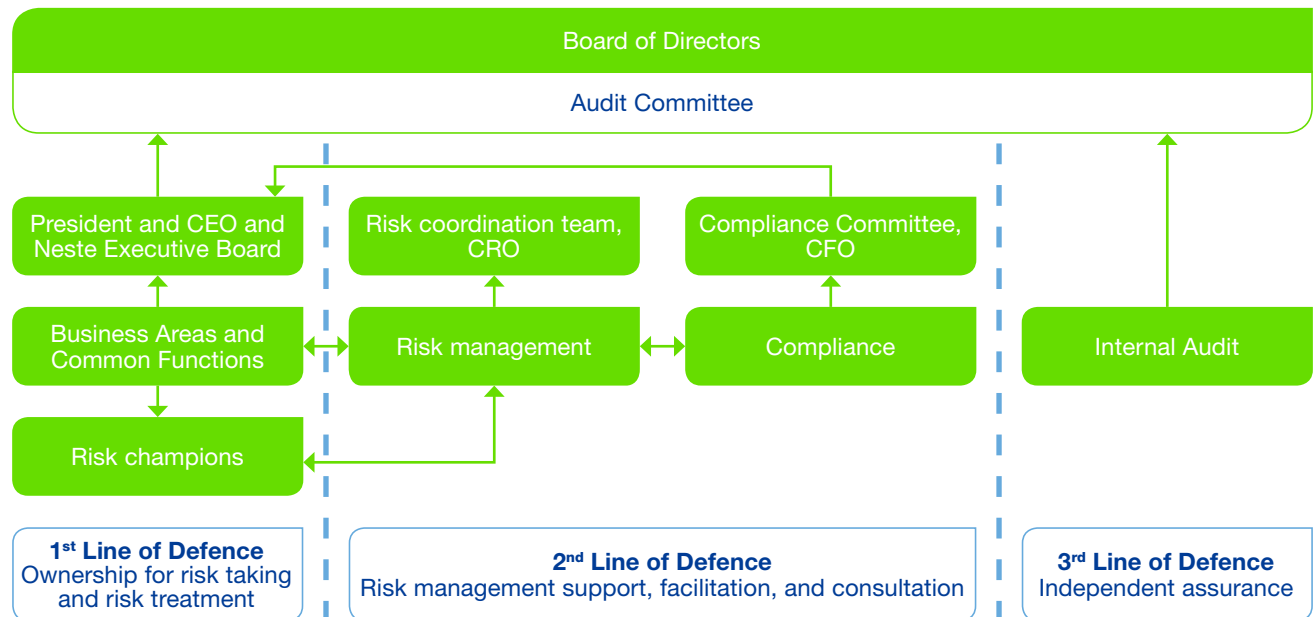 Board of Directors
Audit Committee
President and CEO and
Neste Executive Board
Risk coordination team,
CRO
Compliance Committee,
CFO
Business Areas and
Common Functions
Risk management
Compliance
Internal Audit
Risk champions
1st Line of Defence
Ownership for risk taking
and risk treatment
2nd Line of Defence
Risk management support, facilitation, and consultation
3rd Line of Defence
Independent assurance